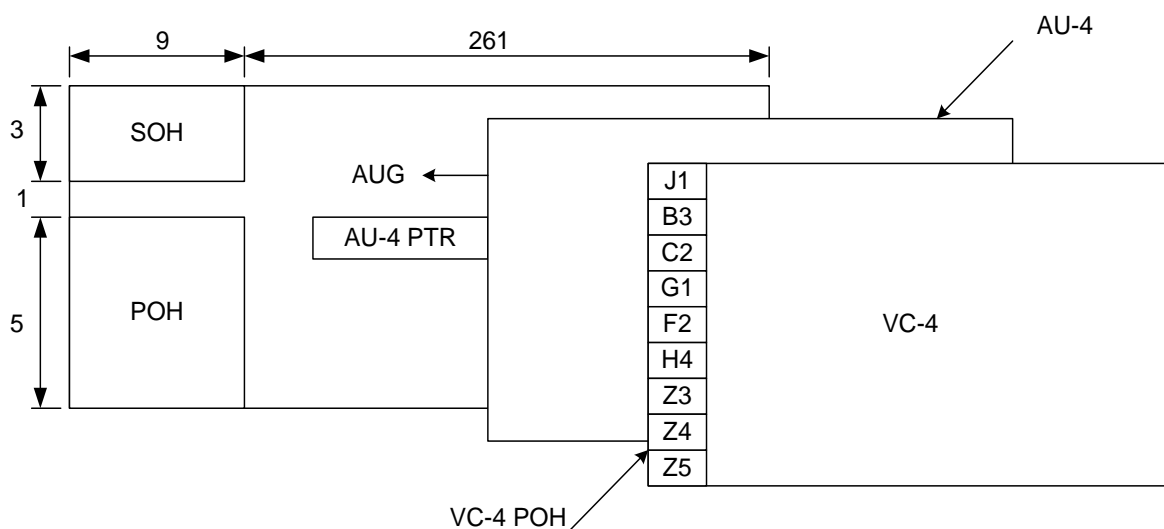 9
261
AU-4
3
SOH
1
AUG
J1
B3
AU-4 PTR
C2
G1
5
POH
F2
VC-4
H4
Z3
Z4
Z5
VC-4 POH